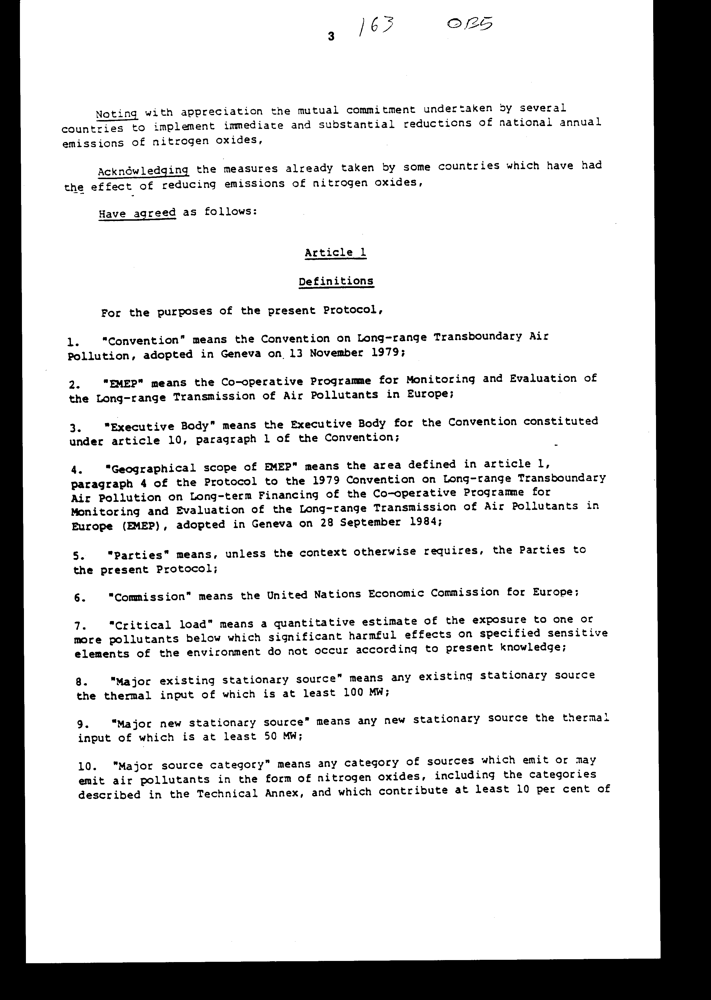 163 OB5
3
Noting with appreciation the mutual commitment undertaken by several
countries to implement immediate and substantial reductions of national annual
emissions of nitrogen oxides,
Acknowledging the measures already taken by some countries which have had
the effect of reducing emissions of nitrogen oxides,
Have agreed as follows:
Article 1
Definitions
For the purposes of the present Protocol,
1. "Convention" means the Convention on Long-range Transboundary Air
Pollution, adopted in Geneva on 13 November 1979;
2. "EMEP" means the Co-operative Programme for Monitoring and Evaluation of
the Long-range Transmission of Air Pollutants in Europe;
3. "Executive Body" means the Executive Body for the Convention constituted
under article 10, paragraph 1 of the Convention;
4. "Geographical scope of EMEP" means the area defined in article 1,
paragraph 4 of the Protocol to the 1979 Convention on Long-range Transboundary
Air Pollution on Long-term Financing of the Co-operative Programme for
Monitoring and Evaluation of the Long-range Transmission of Air Pollutants in
Europe (EMEP), adopted in Geneva on 28 September 1984;
5. "Parties" means, unless the context otherwise requires, the Parties to
the present Protocol;
6. "Commission" means the United Nations Economic Commission for Europe;
7. "Critical load" means a quantitative estimate of the exposure to one or
more pollutants below which significant harmful effects on specified sensitive
elements of the environment do not occur according to present knowledge;
8. "Major existing stationary source" means any existing stationary source
the thermal input of which is at least 100 MW;
9. "Major new stationary source" means any new stationary source the thermal
input of which is at least 50 MW;
10. "Major source category" means any category of sources which emit or may
emit air pollutants in the form of nitrogen oxides, including the categories
described in the Technical Annex, and which contribute at least 10 per cent of